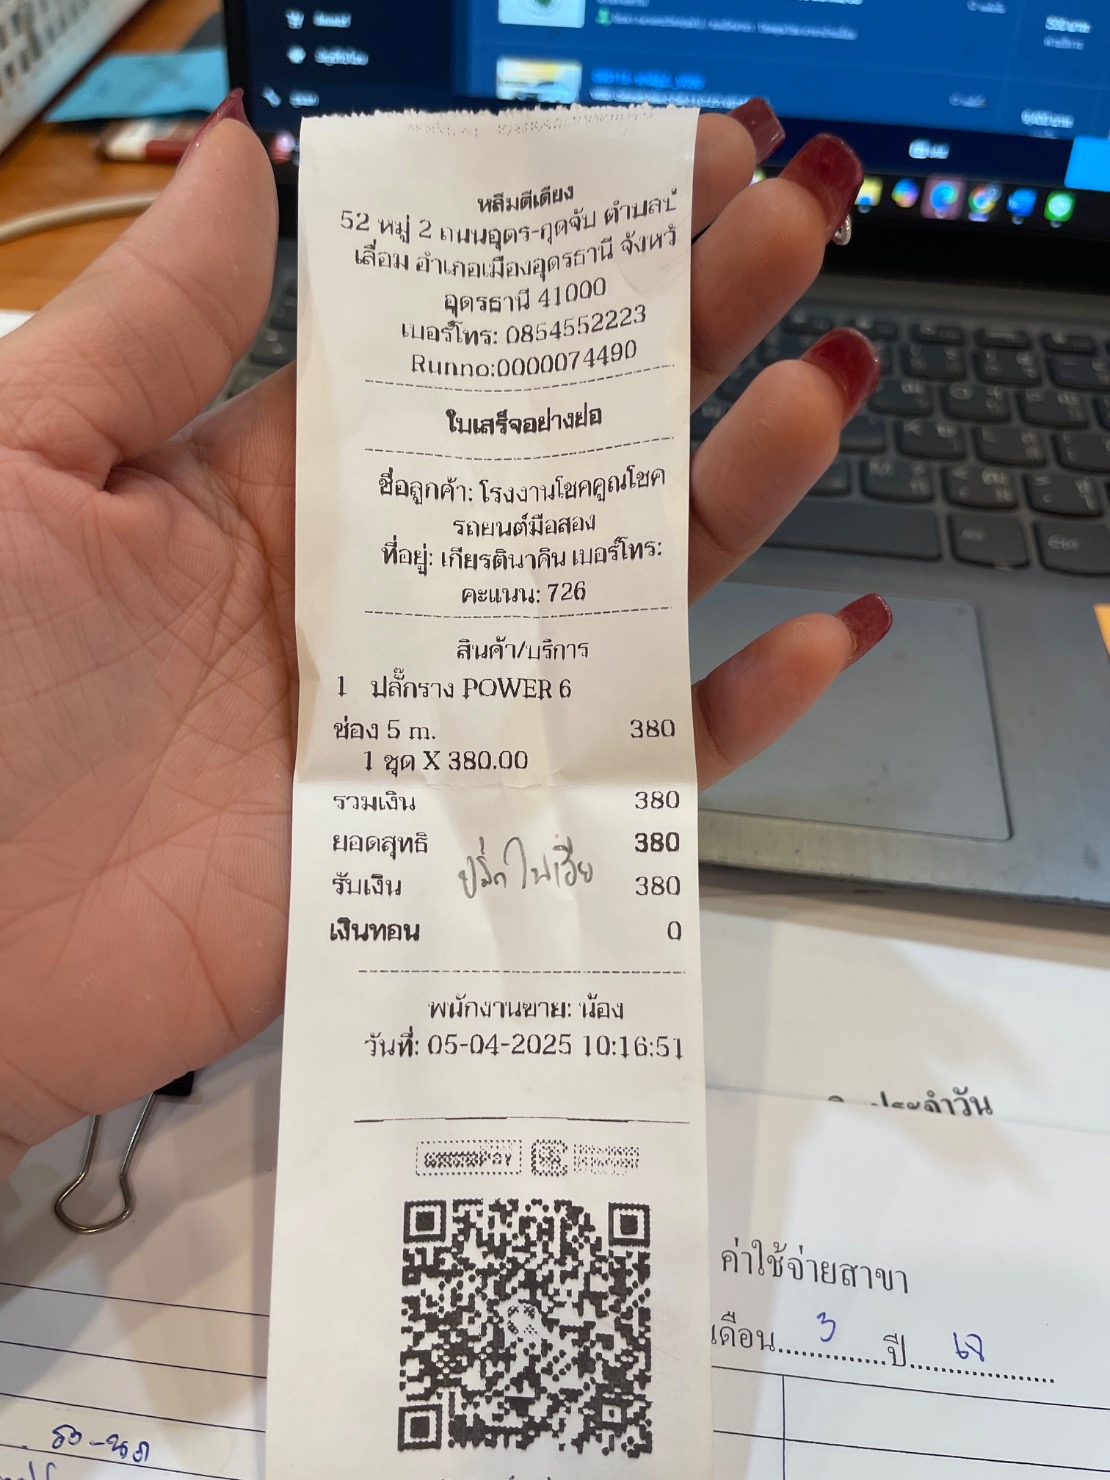 หลีมตีเตียง
52 หมู่ 2 ถนนอุดร-กุดจับ ตำบล
เลื่อม อำเภอเมืองอุดรธานี จังหวั
อุดรธานี 41000
เบอร์โทร: 0854552223
Runno:0000074490
ใบเสร็จอย่างย่อ
ชื่อลูกค้า: โรงงานโชคคูณโชค
รถยนต์มือสอง
ที่อยู่: เกียรตินาคิน เบอร์โทร:
คะแนน: 726
สินค้า/บริการ
1 ปลั๊กราง POWER 6
ช่อง 5 m. 380
1 ชุด X 380.00
รวมเงิน 380
ยอดสุทธิ 380
รับเงิน 380
เงินทอน 0
พนักงานขาย: น้อง
วันที่: 05-04-2025 10:16:51
ประจำวัน
ค่าใช้จ่ายสาขา
เดือน 3 ปี